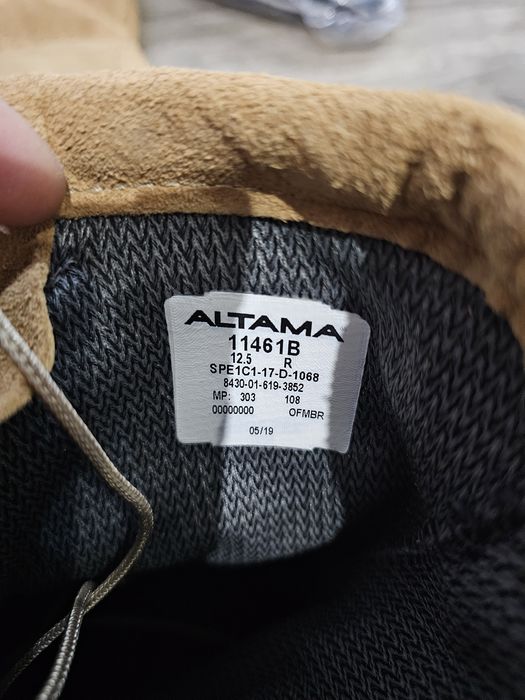 ALTAMA
11461B
12.5 R
SPE1C1-17-D-1068
8430-01-619-3852
MP: 303 108
00000000 OFMBR
05/19